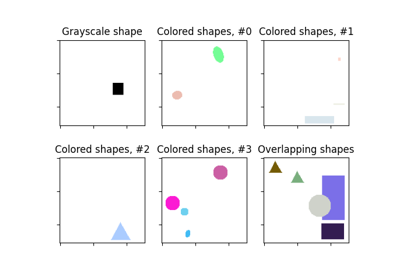 Grayscale shape
Colored shapes, #0
Colored shapes, #1
Colored shapes, #2
Colored shapes, #3
Overlapping shapes